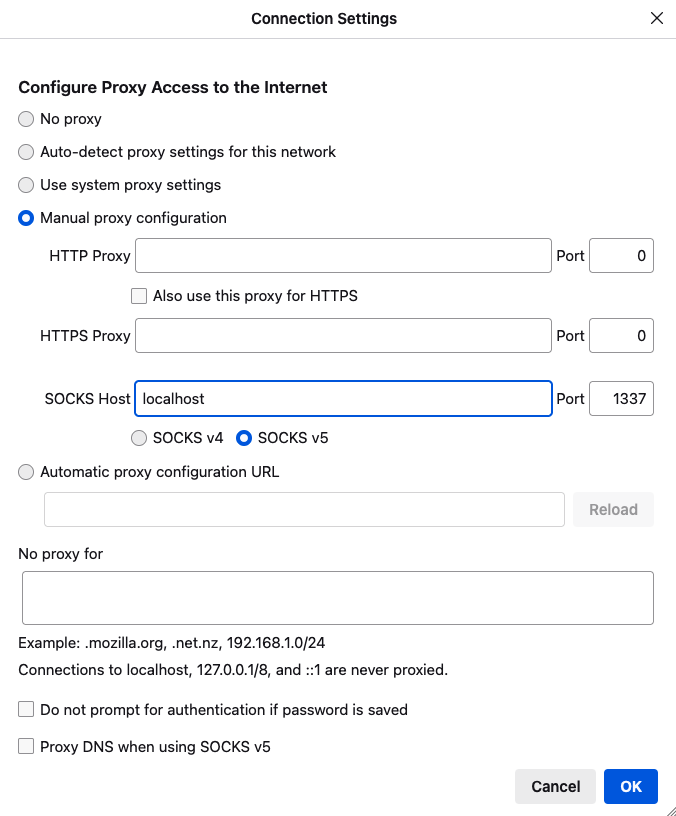 Connection Settings
Configure Proxy Access to the Internet
No proxy
Auto-detect proxy settings for this network
Use system proxy settings
Manual proxy configuration
HTTP Proxy Port 0
Also use this proxy for HTTPS
HTTPS Proxy Port 0
SOCKS Host localhost Port 1337
SOCKS v4 SOCKS v5
Automatic proxy configuration URL
Reload
No proxy for
Example: .mozilla.org, .net.nz, 192.168.1.0/24
Connections to localhost, 127.0.0.1/8, and ::1 are never proxied.
Do not prompt for authentication if password is saved
Proxy DNS when using SOCKS v5
Cancel OK